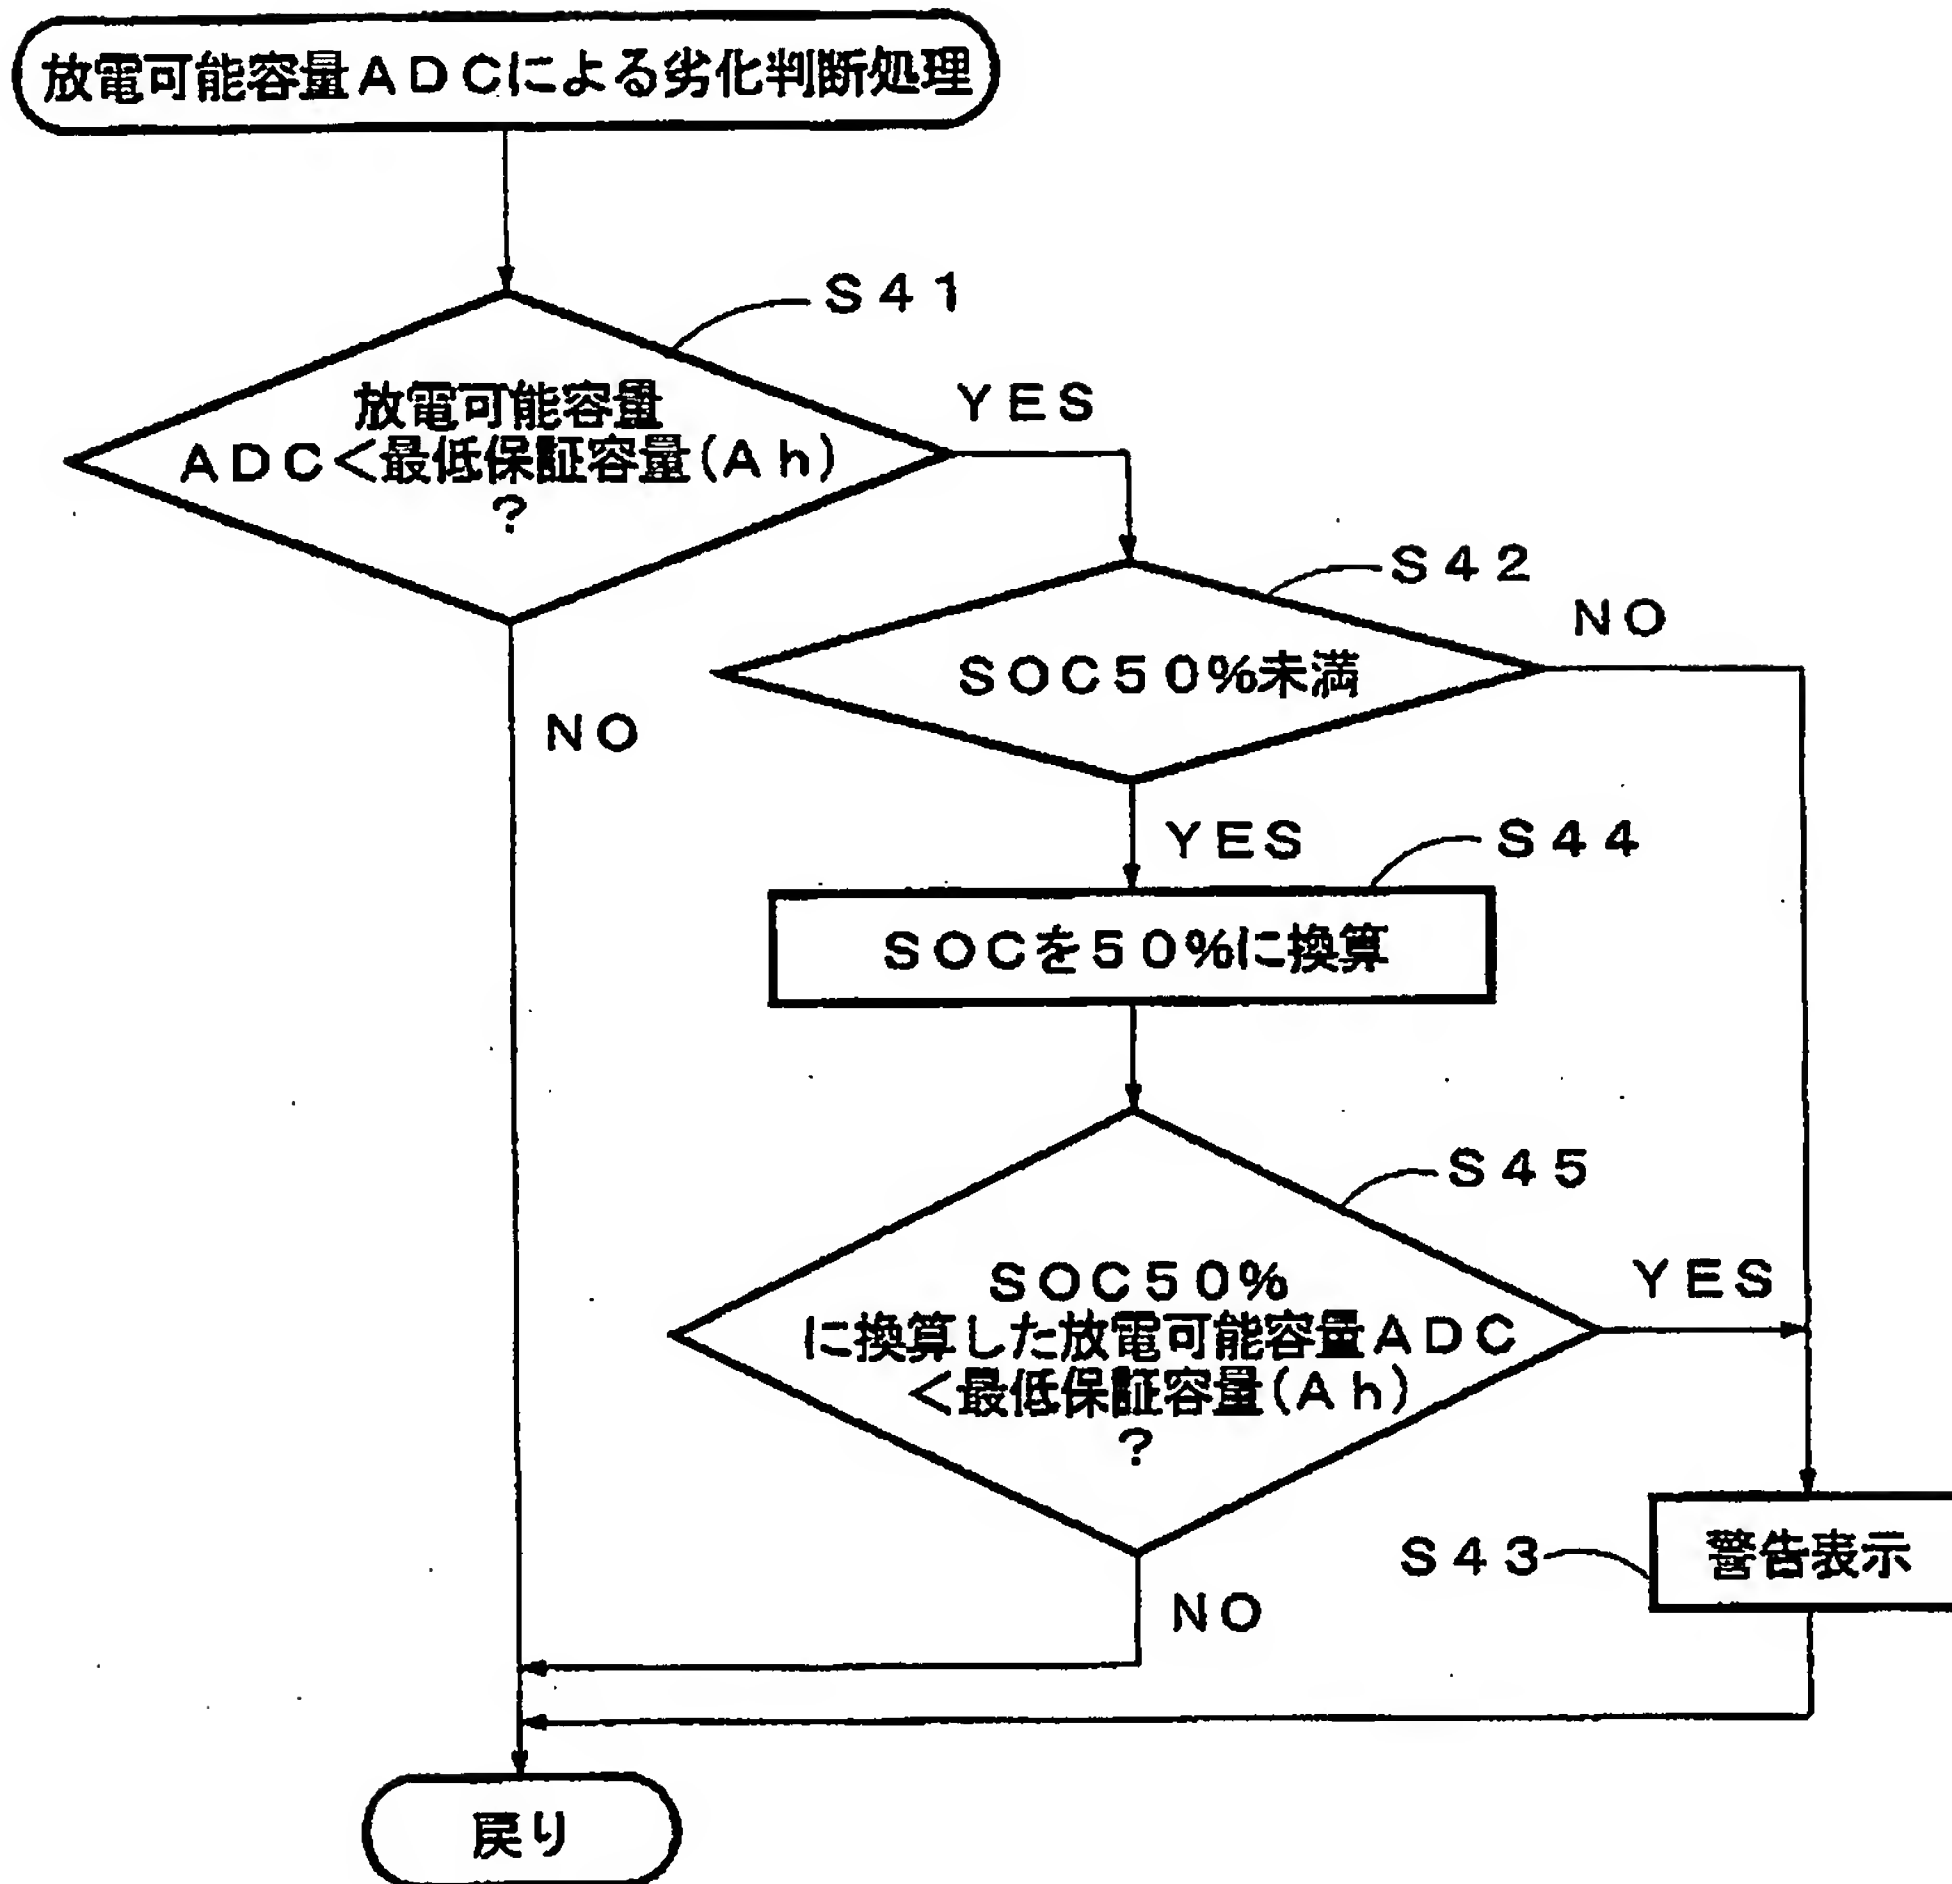 放電可能容量ADCによる劣化判断処理
S41
放電可能容量
ADC<最低保証容量(Ah)
?
YES
NO
S42
SOC50%未満
NO
YES
S44
SOCを50%に換算
S45
SOC50%
に換算した放電可能容量ADC
<最低保証容量(Ah)
?
YES
NO
S43
警告表示
戻り